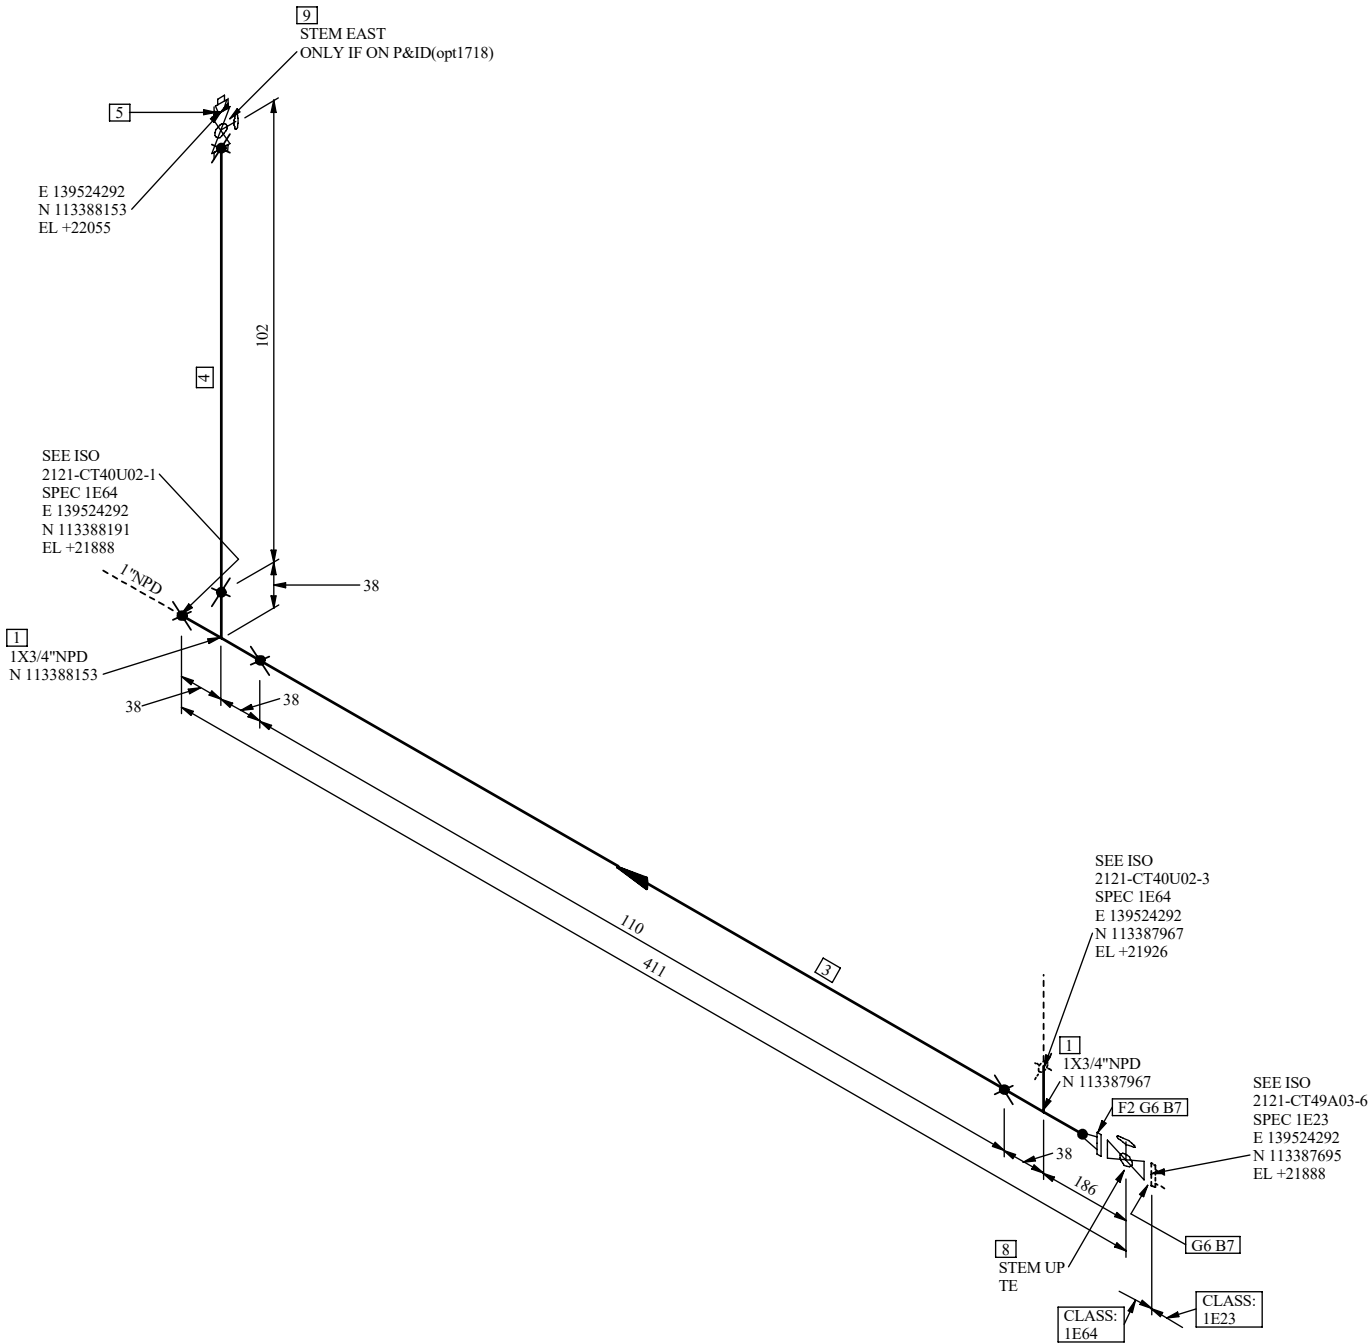 9
STEM EAST
ONLY IF ON P&ID(opt1718)
5
E 139524292
N 113388153
EL +22055
102
4
SEE ISO
2121-CT40U02-1
SPEC 1E64
E 139524292
N 113388191
EL +21888
1"NPD
38
1
1X3/4"NPD
N 113388153
38
38
110
411
3
SEE ISO
2121-CT40U02-3
SPEC 1E64
E 139524292
N 113387967
EL +21926
1
1X3/4"NPD
N 113387967
F2 G6 B7
SEE ISO
2121-CT49A03-6
SPEC 1E23
E 139524292
N 113387695
EL +21888
38
186
G6 B7
8
STEM UP
TE
CLASS:
1E64
CLASS:
1E23